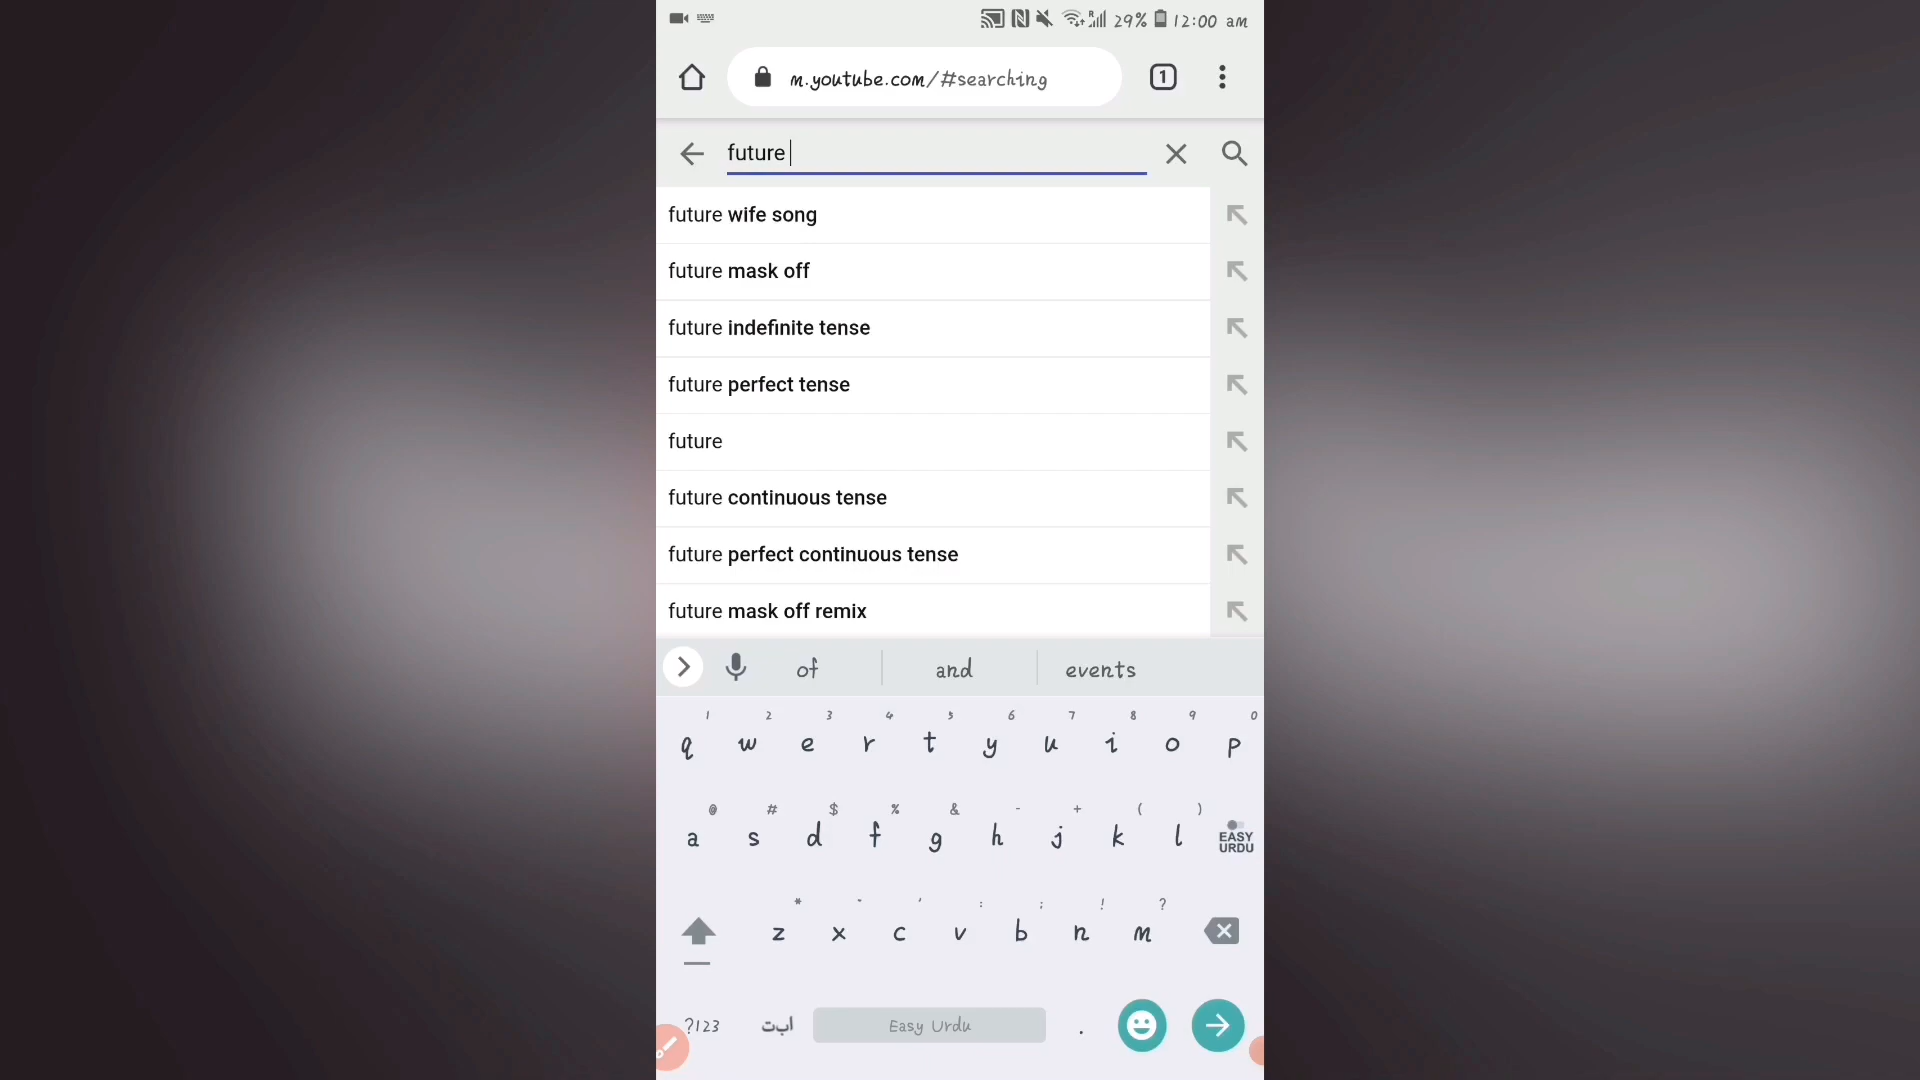 29% 12:00 am
m.youtube.com/#searching 1
future
future wife song
future mask off
future indefinite tense
future perfect tense
future
future continuous tense
future perfect continuous tense
future mask off remix
of and events
1 2 3 4 5 6 7 8 9 0
q w e r t y u i o p
@ # $ % & - + ( )
a s d f g h j k l EASY URDU
* " ' : ; ! ?
z x c v b n m
?123 ابت Easy Urdu .